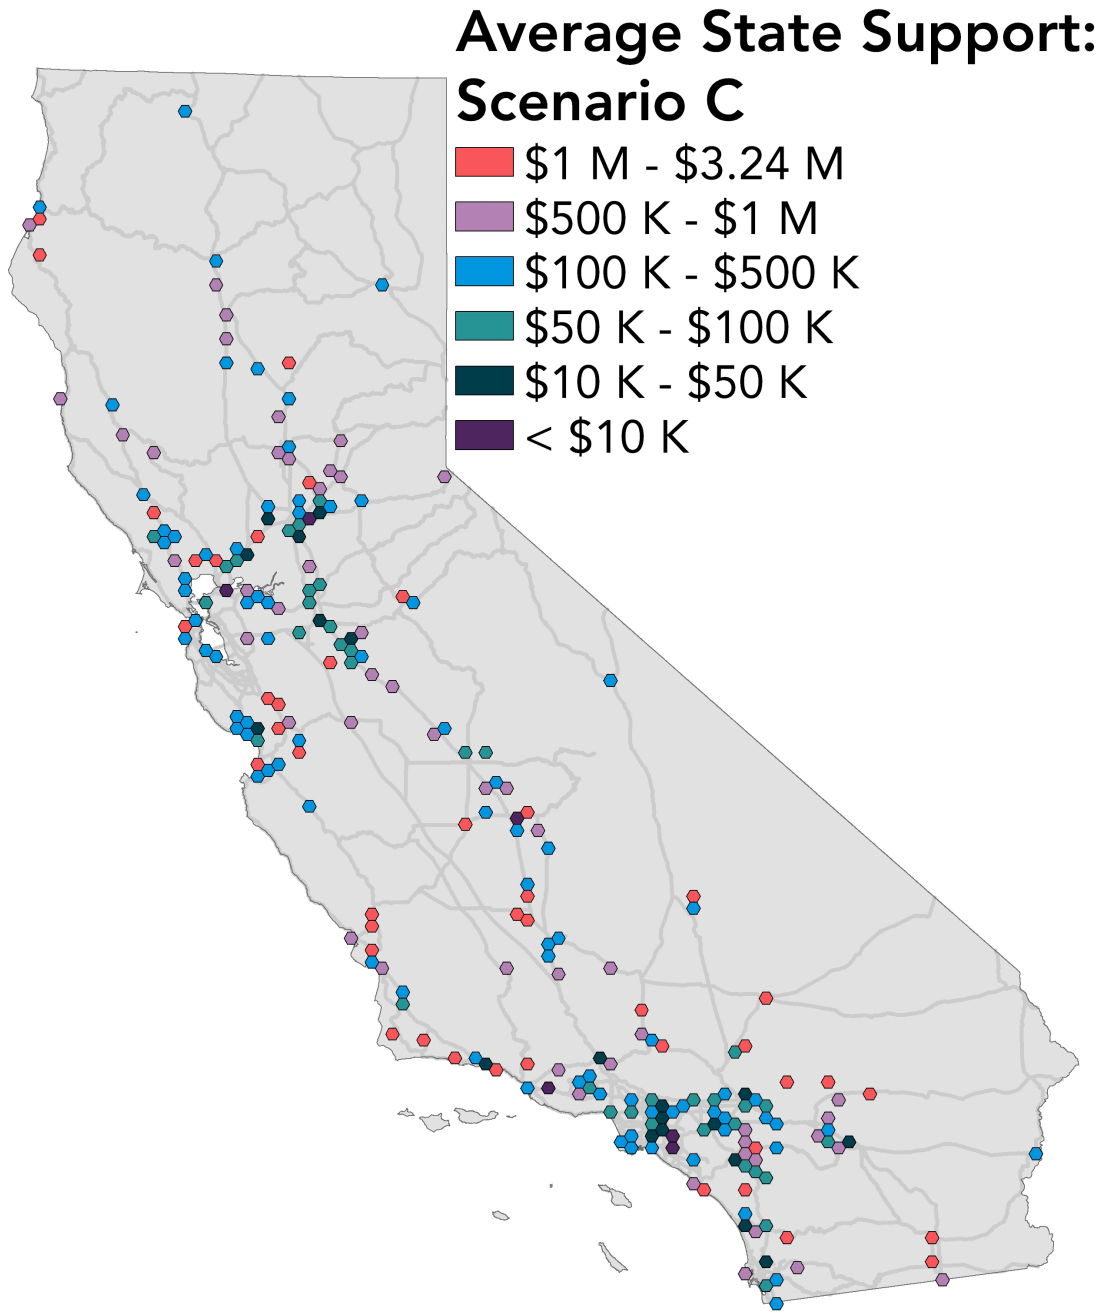 Average State Support:
Scenario C
$1 M - $3.24 M
$500 K - $1 M
$100 K - $500 K
$50 K - $100 K
$10 K - $50 K
< $10 K